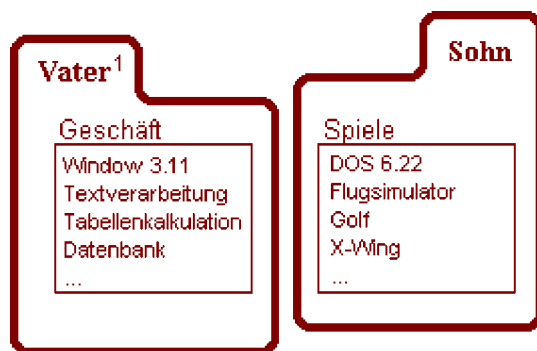 Vater¹
Geschäft
Window 3.11
Textverarbeitung
Tabellenkalkulation
Datenbank
...
Sohn
Spiele
DOS 6.22
Flugsimulator
Golf
X-Wing
...